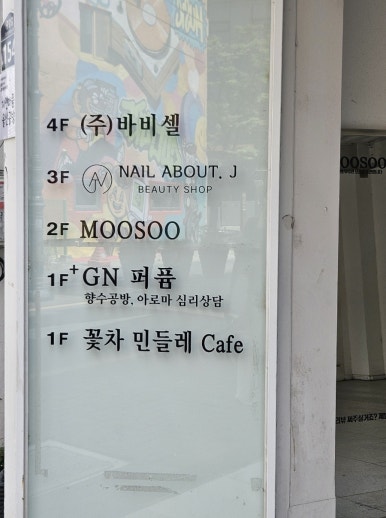 4F (주)바비셀
3F NAIL ABOUT. J
BEAUTY SHOP
2F MOOSOO
1F+ GN 퍼퓸
향수공방, 아로마 심리상담
1F 꽃차 민들레 Cafe
OOSOO